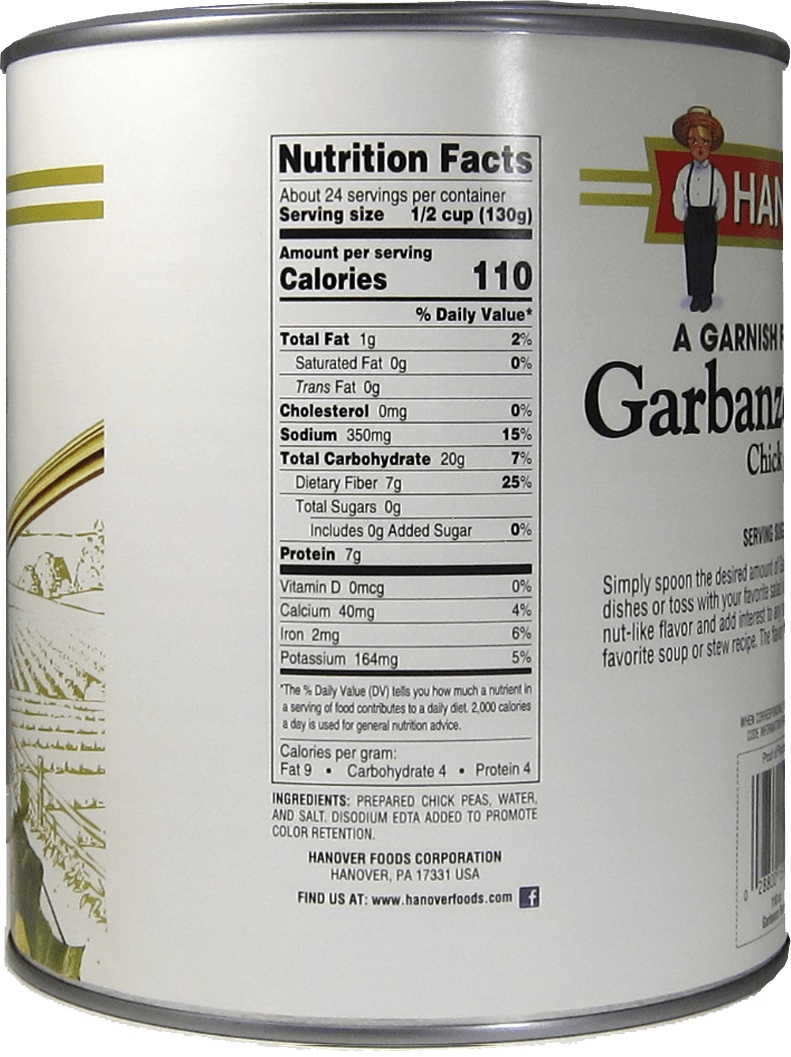 Nutrition Facts
About 24 servings per container
Serving size 1/2 cup (130g)
Amount per serving
Calories 110
% Daily Value*
Total Fat 1g 2%
Saturated Fat 0g 0%
Trans Fat 0g
Cholesterol 0mg 0%
Sodium 350mg 15%
Total Carbohydrate 20g 7%
Dietary Fiber 7g 25%
Total Sugars 0g
Includes 0g Added Sugar 0%
Protein 7g
Vitamin D 0mcg 0%
Calcium 40mg 4%
Iron 2mg 6%
Potassium 164mg 5%
*The % Daily Value (DV) tells you how much a nutrient in
a serving of food contributes to a daily diet. 2,000 calories
a day is used for general nutrition advice.
Calories per gram:
Fat 9 • Carbohydrate 4 • Protein 4
INGREDIENTS: PREPARED CHICK PEAS, WATER,
AND SALT. DISODIUM EDTA ADDED TO PROMOTE
COLOR RETENTION.
HANOVER FOODS CORPORATION
HANOVER, PA 17331 USA
FIND US AT: www.hanoverfoods.com f
HAN
A GARNISH
Garbanz
Chick
SERVING
Simply spoon the desired amount of
dishes or toss with your favorite
nut-like flavor and add interest to
favorite soup or stew recipe. The